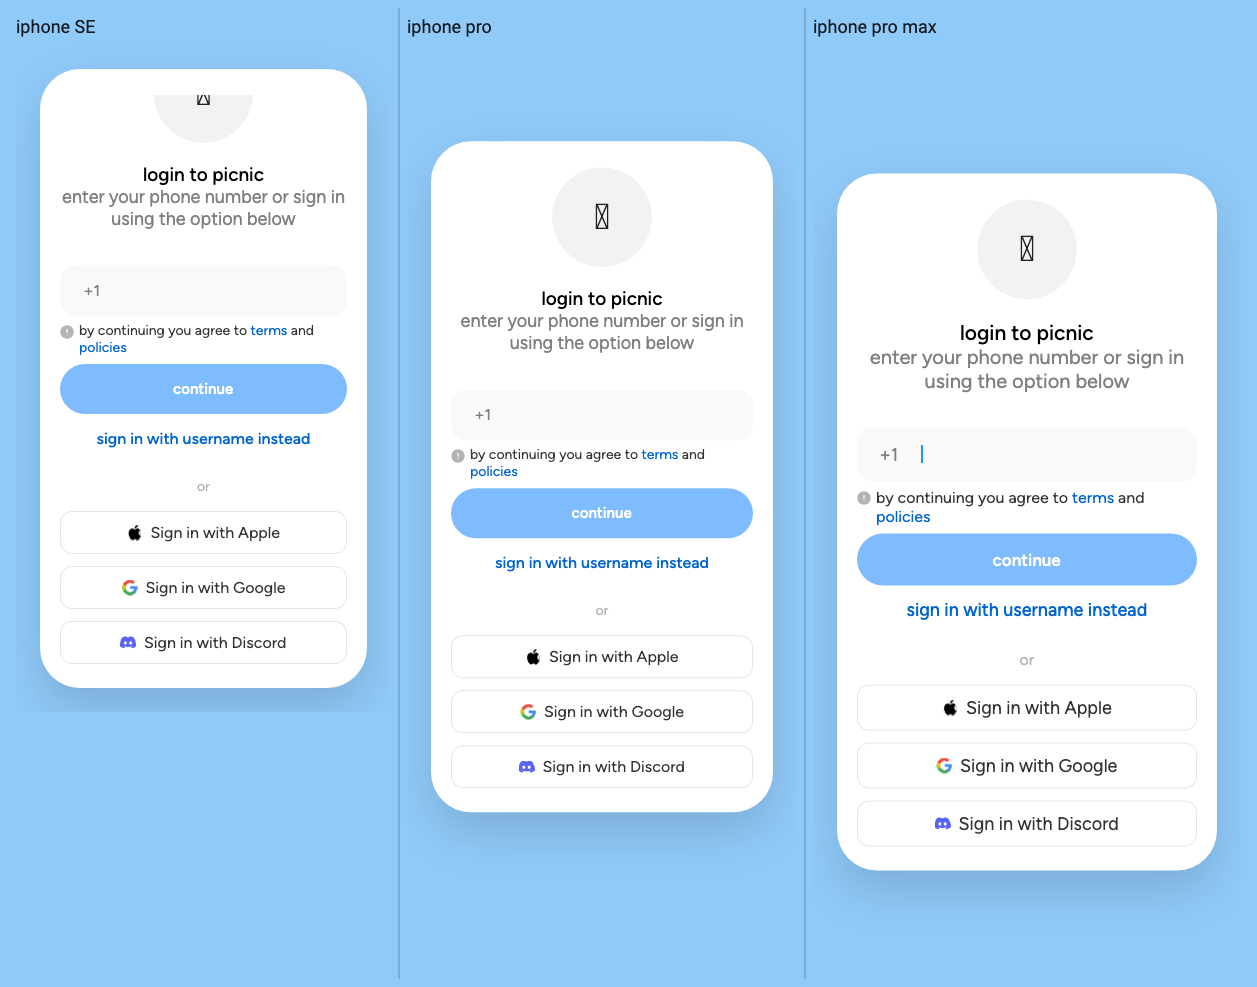 iphone SE
login to picnic
enter your phone number or sign in
using the option below
+1
by continuing you agree to terms and
policies
continue
sign in with username instead
or
Sign in with Apple
Sign in with Google
Sign in with Discord
iphone pro
login to picnic
enter your phone number or sign in
using the option below
+1
by continuing you agree to terms and
policies
continue
sign in with username instead
or
Sign in with Apple
Sign in with Google
Sign in with Discord
iphone pro max
login to picnic
enter your phone number or sign in
using the option below
+1
by continuing you agree to terms and
policies
continue
sign in with username instead
or
Sign in with Apple
Sign in with Google
Sign in with Discord